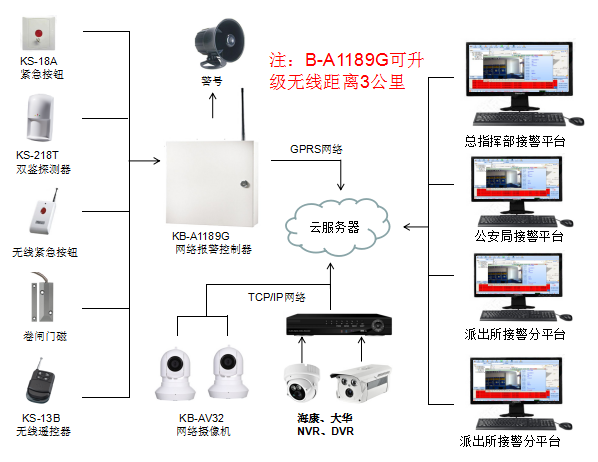 KS-18A
紧急按钮
警号
注：B-A1189G可升
级无线距离3公里
总指挥部接警平台
KS-218T
双鉴探测器
GPRS网络
云服务器
公安局接警平台
KB-A1189G
网络报警控制器
无线紧急按钮
TCP/IP网络
卷闸门磁
派出所接警分平台
KS-13B
无线遥控器
KB-AV32
网络摄像机
海康、大华
NVR、DVR
派出所接警分平台